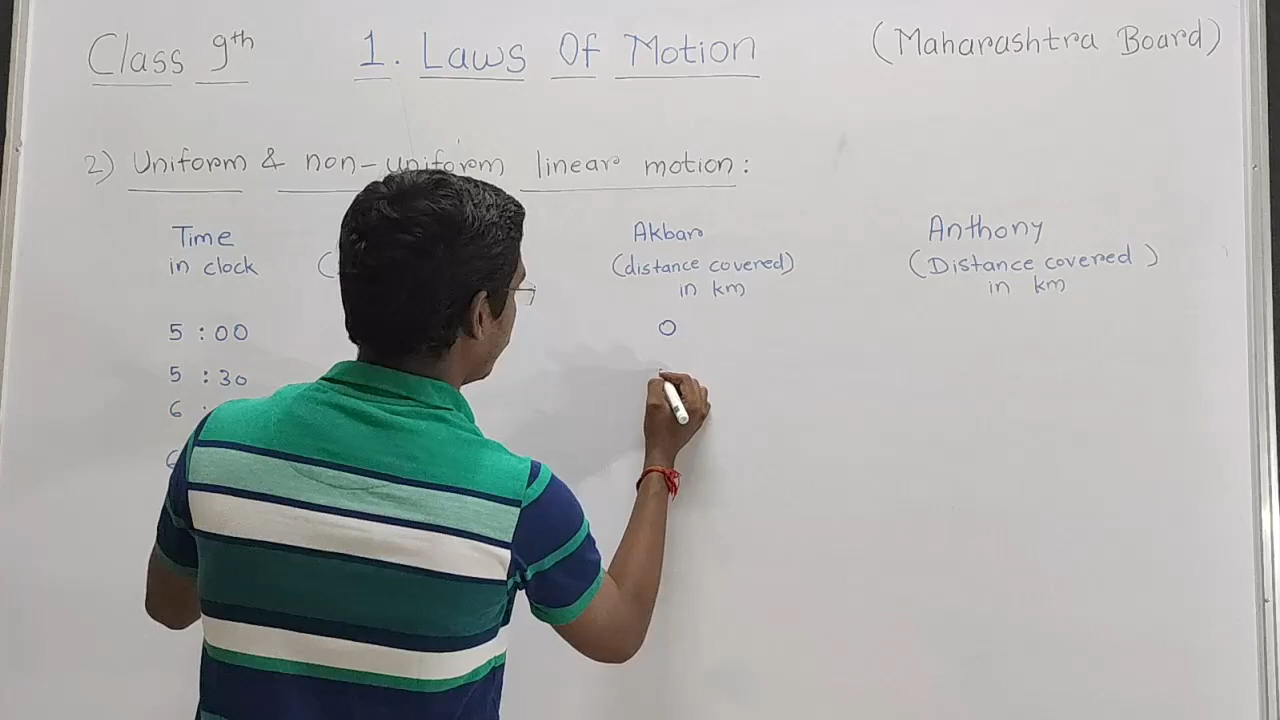 Class 9th 1. Laws Of Motion (Maharashtra Board)
2) Uniform & non-uniform linear motion:
Time Akbar Anthony
in clock ( (distance covered) (Distance covered)
in km in km
5 : 00 0
5 : 30
6 :
6